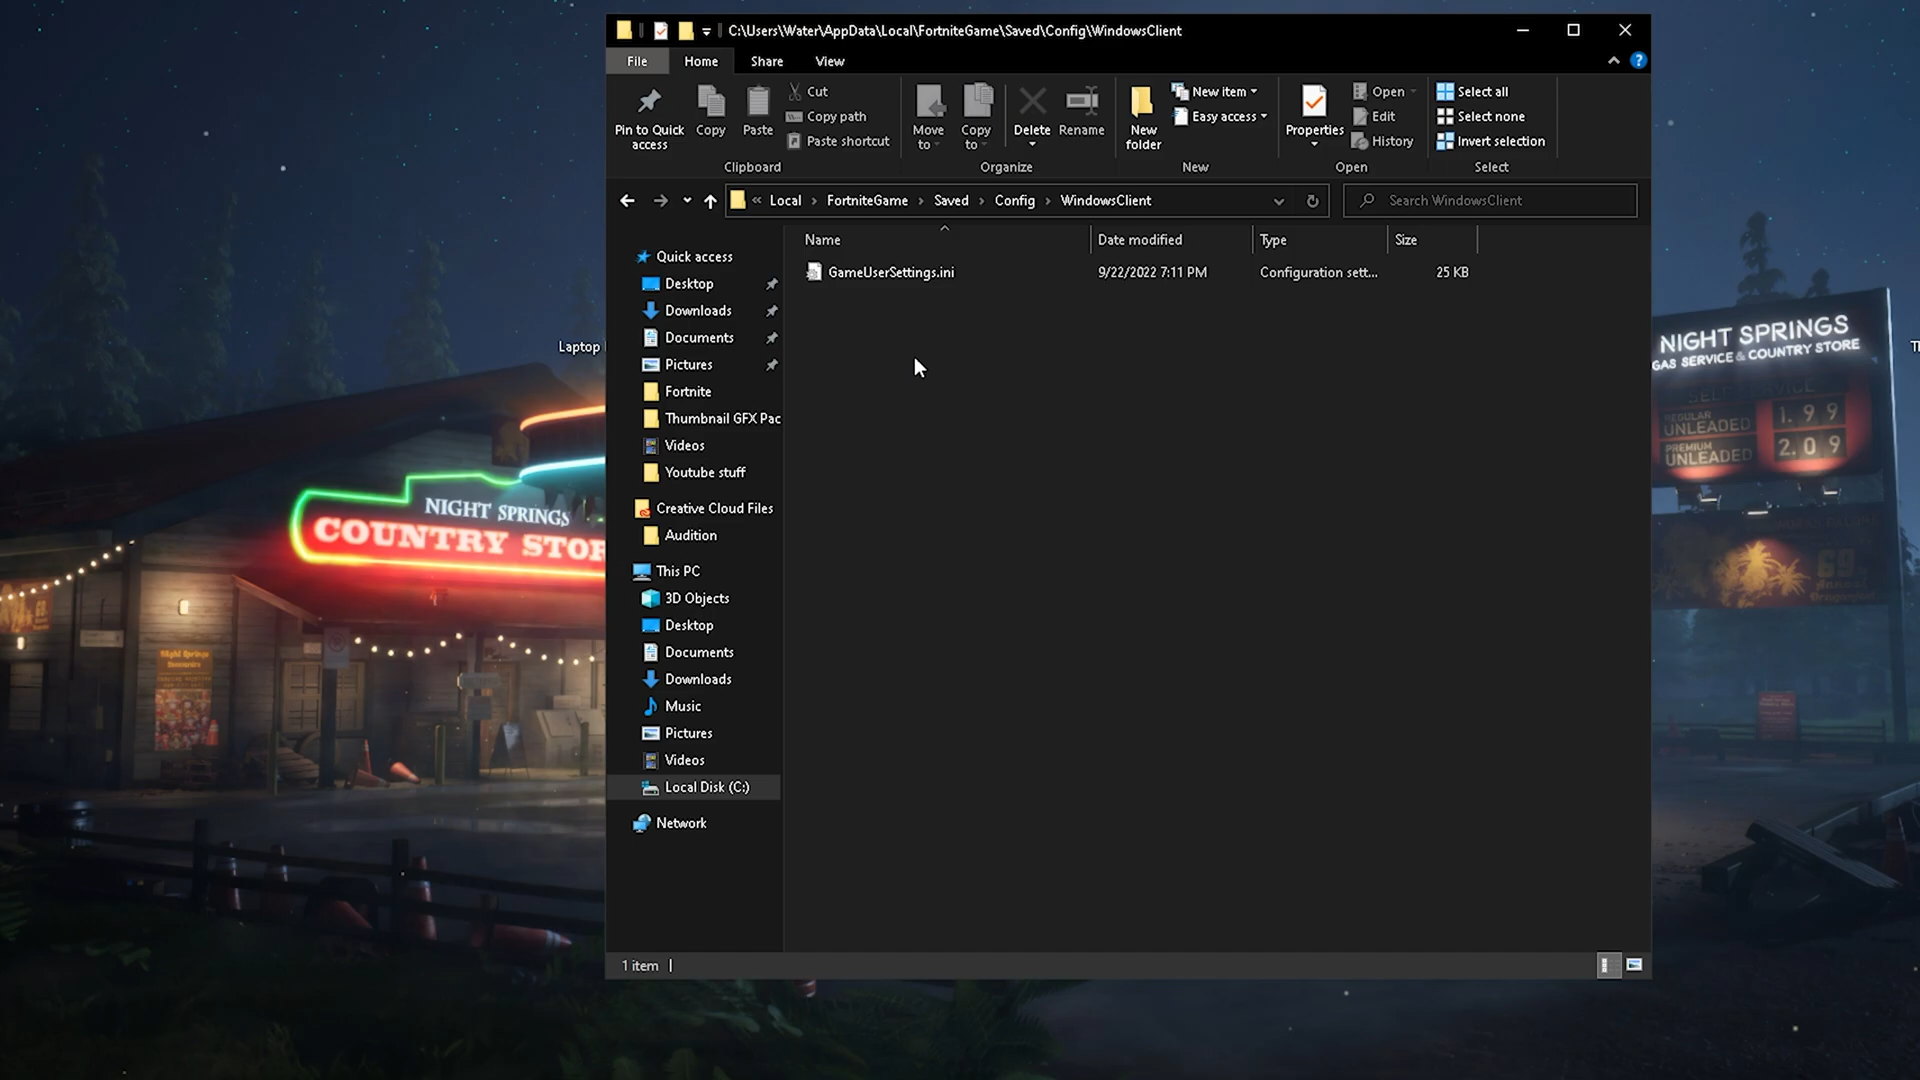 C:\Users\Water\AppData\Local\FortniteGame\Saved\Config\WindowsClient
File Home Share View
Pin to Quick access
Copy
Paste
Cut
Copy path
Paste shortcut
Clipboard
Move to
Copy to
Delete
Rename
Organize
New folder
New item
Easy access
New
Properties
Open
Edit
History
Open
Select all
Select none
Invert selection
Select
« Local › FortniteGame › Saved › Config › WindowsClient
Search WindowsClient
Name Date modified Type Size
GameUserSettings.ini 9/22/2022 7:11 PM Configuration sett... 25 KB
Quick access
Desktop
Downloads
Documents
Pictures
Fortnite
Thumbnail GFX Pac
Videos
Youtube stuff
Creative Cloud Files
Audition
This PC
3D Objects
Desktop
Documents
Downloads
Music
Pictures
Videos
Local Disk (C:)
Network
1 item
Laptop
NIGHT SPRINGS
COUNTRY STOR
NIGHT SPRINGS
GAS SERVICE & COUNTRY STORE
SELF SERVICE
REGULAR UNLEADED 1.99
PREMIUM UNLEADED 2.09